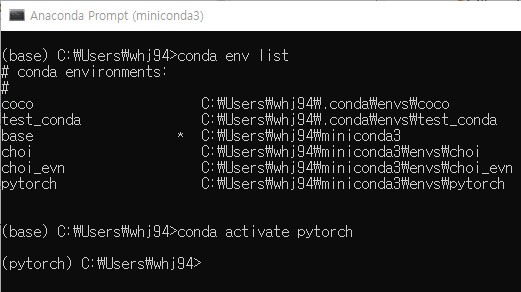 Anaconda Prompt (miniconda3)
(base) C:₩Users₩whj94>conda env list
# conda environments:
#
coco                     C:₩Users₩whj94₩.conda₩envs₩coco
test_conda               C:₩Users₩whj94₩.conda₩envs₩test_conda
base                  *  C:₩Users₩whj94₩miniconda3
choi                     C:₩Users₩whj94₩miniconda3₩envs₩choi
choi_evn                 C:₩Users₩whj94₩miniconda3₩envs₩choi_evn
pytorch                  C:₩Users₩whj94₩miniconda3₩envs₩pytorch
(base) C:₩Users₩whj94>conda activate pytorch
(pytorch) C:₩Users₩whj94>